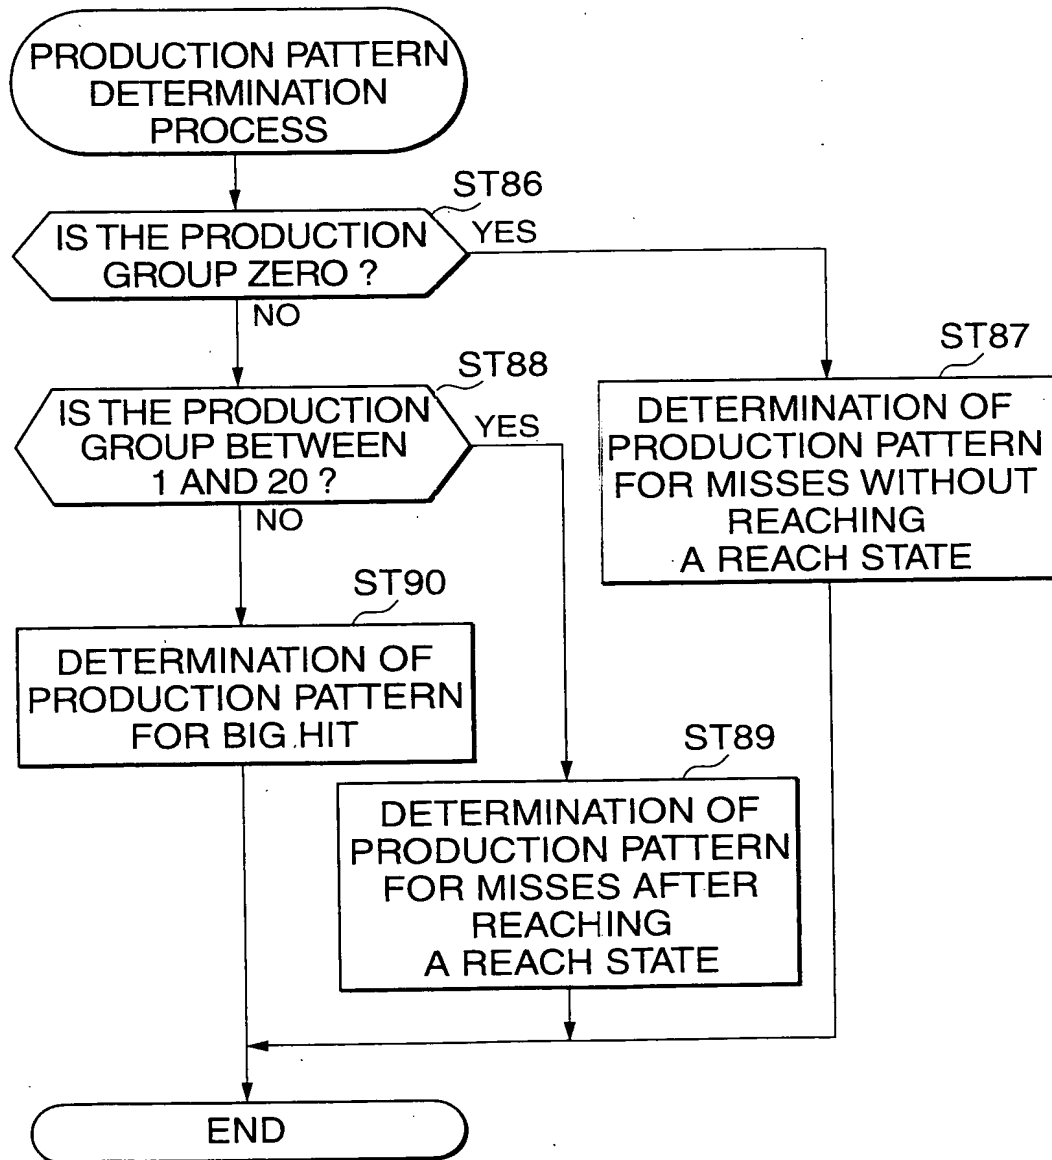 PRODUCTION PATTERN
DETERMINATION
PROCESS
ST86
IS THE PRODUCTION
GROUP ZERO ?
YES
NO
ST87
DETERMINATION OF
PRODUCTION PATTERN
FOR MISSES WITHOUT
REACHING
A REACH STATE
ST88
IS THE PRODUCTION
GROUP BETWEEN
1 AND 20 ?
YES
NO
ST90
DETERMINATION OF
PRODUCTION PATTERN
FOR BIG HIT
ST89
DETERMINATION OF
PRODUCTION PATTERN
FOR MISSES AFTER
REACHING
A REACH STATE
END